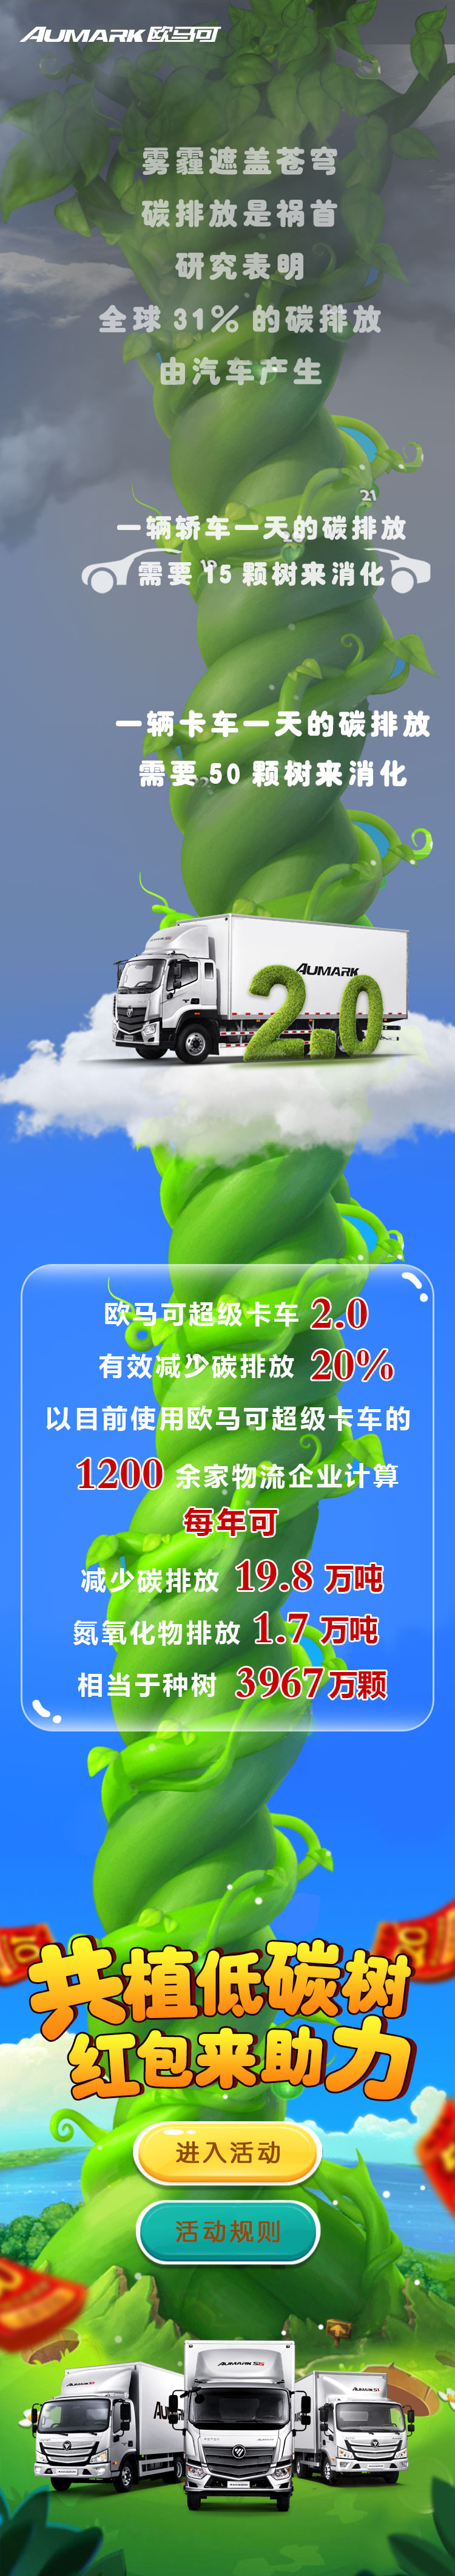 AUMARK 欧马可
雾霾遮盖苍穹
碳排放是祸首
研究表明
全球 31% 的碳排放
由汽车产生
21
一辆轿车一天的碳排放
需要 15 颗树来消化
一辆卡车一天的碳排放
需要 50 颗树来消化
AUMARK
2.0
欧马可超级卡车 2.0
有效减少碳排放 20%
以目前使用欧马可超级卡车的
1200 余家物流企业计算
每年可
减少碳排放 19.8 万吨
氮氧化物排放 1.7 万吨
相当于种树 3967 万颗
共植低碳树
红包来助力
进入活动
活动规则
AUMARK S5